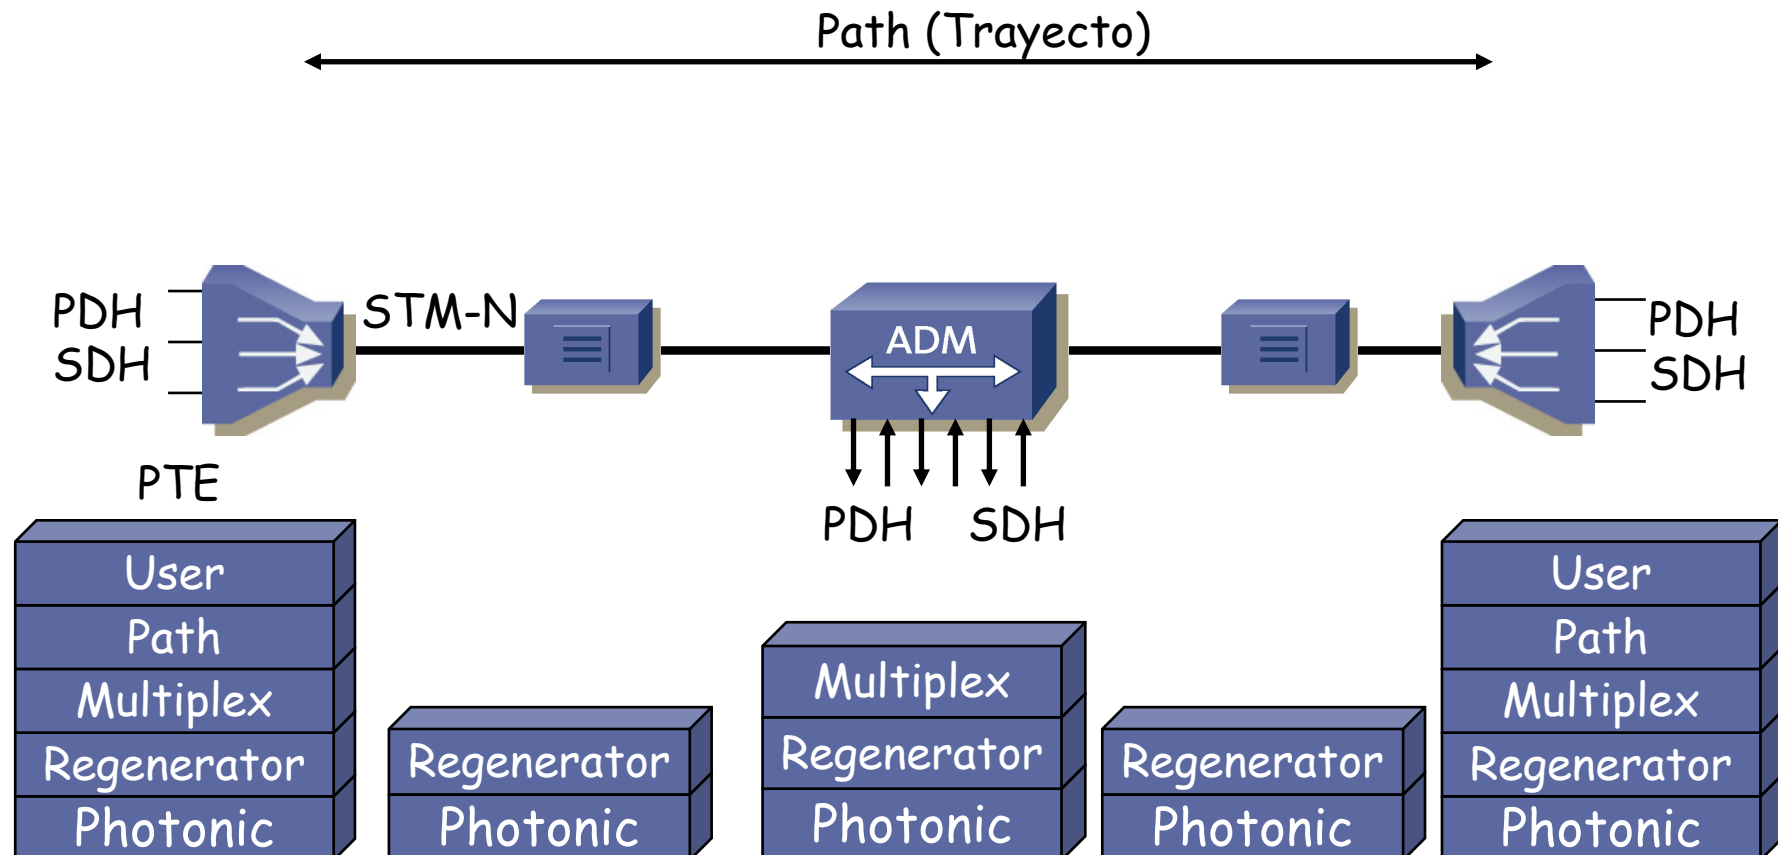 Path (Trayecto)
PDH
SDH
STM-N
ADM
PDH
SDH
PTE
PDH SDH
User
Path
Multiplex
Regenerator
Photonic
Regenerator
Photonic
Multiplex
Regenerator
Photonic
Regenerator
Photonic
User
Path
Multiplex
Regenerator
Photonic